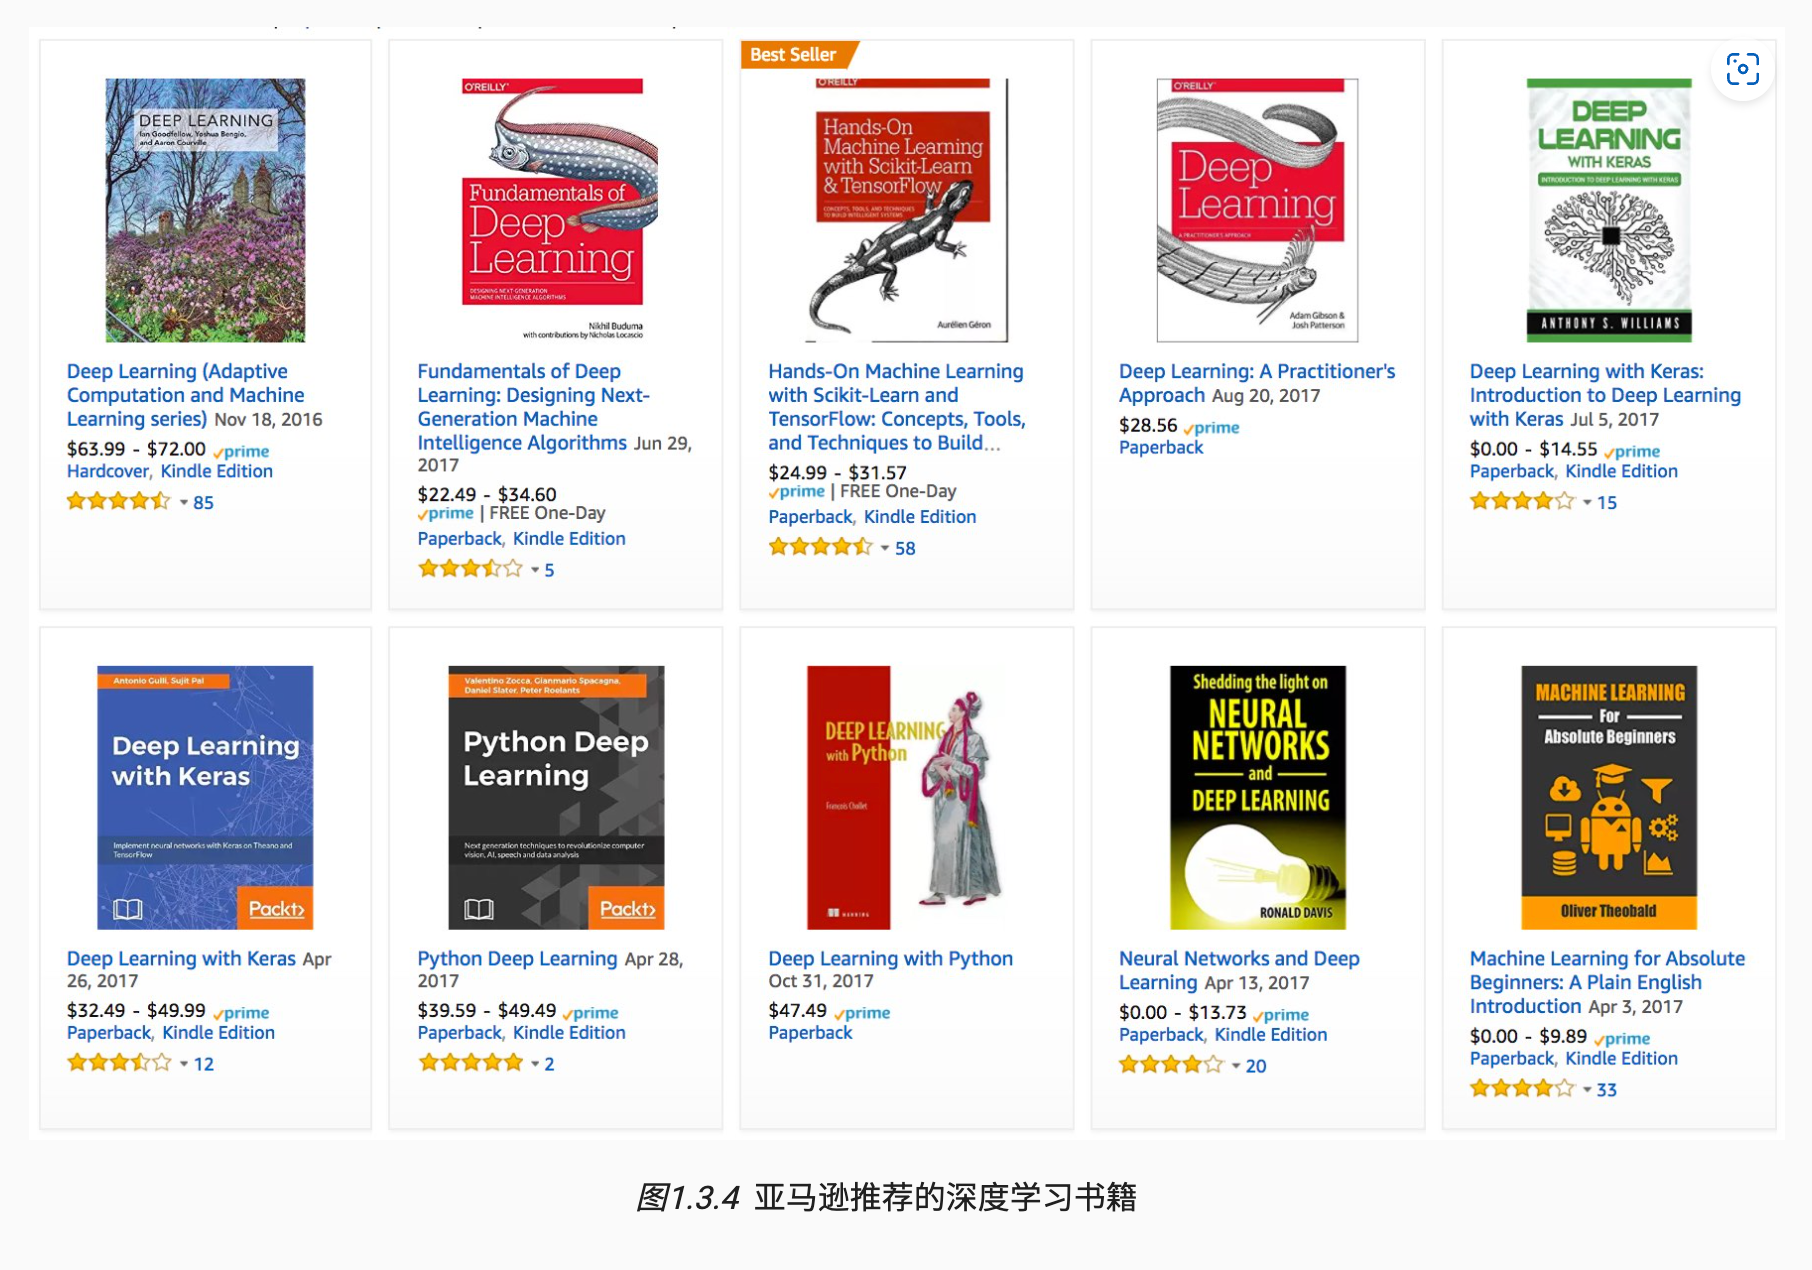 Best Seller
DEEP LEARNING
Ian Goodfellow, Yoshua Bengio,
and Aaron Courville
Deep Learning (Adaptive
Computation and Machine
Learning series) Nov 18, 2016
$63.99 - $72.00 prime
Hardcover, Kindle Edition
85
O'REILLY®
Fundamentals of
Deep
Learning
DESIGNING NEXT-GENERATION
MACHINE INTELLIGENCE ALGORITHMS
Nikhil Buduma
with contributions by Nicholas Locascio
Fundamentals of Deep
Learning: Designing Next-
Generation Machine
Intelligence Algorithms Jun 29,
2017
$22.49 - $34.60
prime | FREE One-Day
Paperback, Kindle Edition
5
O'REILLY®
Hands-On
Machine Learning
with Scikit-Learn
& TensorFlow
CONCEPTS, TOOLS, AND TECHNIQUES
TO BUILD INTELLIGENT SYSTEMS
Aurélien Géron
Hands-On Machine Learning
with Scikit-Learn and
TensorFlow: Concepts, Tools,
and Techniques to Build...
$24.99 - $31.57
prime | FREE One-Day
Paperback, Kindle Edition
58
O'REILLY®
Deep
Learning
A PRACTITIONER'S APPROACH
Adam Gibson &
Josh Patterson
Deep Learning: A Practitioner's
Approach Aug 20, 2017
$28.56 prime
Paperback
DEEP
LEARNING
WITH KERAS
INTRODUCTION TO DEEP LEARNING WITH KERAS
ANTHONY S. WILLIAMS
Deep Learning with Keras:
Introduction to Deep Learning
with Keras Jul 5, 2017
$0.00 - $14.55 prime
Paperback, Kindle Edition
15
Antonio Gulli, Sujit Pal
Deep Learning
with Keras
Implement neural networks with Keras on Theano and
TensorFlow
Packt>
Deep Learning with Keras Apr
26, 2017
$32.49 - $49.99 prime
Paperback, Kindle Edition
12
Valentino Zocca, Gianmario Spacagna,
Daniel Slater, Peter Roelants
Python Deep
Learning
Next generation techniques to revolutionize computer
vision, AI, speech and data analysis
Packt>
Python Deep Learning Apr 28,
2017
$39.59 - $49.49 prime
Paperback, Kindle Edition
2
DEEP LEARNING
with Python
François Chollet
MANNING
Deep Learning with Python
Oct 31, 2017
$47.49 prime
Paperback
Shedding the light on
NEURAL
NETWORKS
and
DEEP LEARNING
RONALD DAVIS
Neural Networks and Deep
Learning Apr 13, 2017
$0.00 - $13.73 prime
Paperback, Kindle Edition
20
MACHINE LEARNING
For
Absolute Beginners
Oliver Theobald
Machine Learning for Absolute
Beginners: A Plain English
Introduction Apr 3, 2017
$0.00 - $9.89 prime
Paperback, Kindle Edition
33
图1.3.4 亚马逊推荐的深度学习书籍